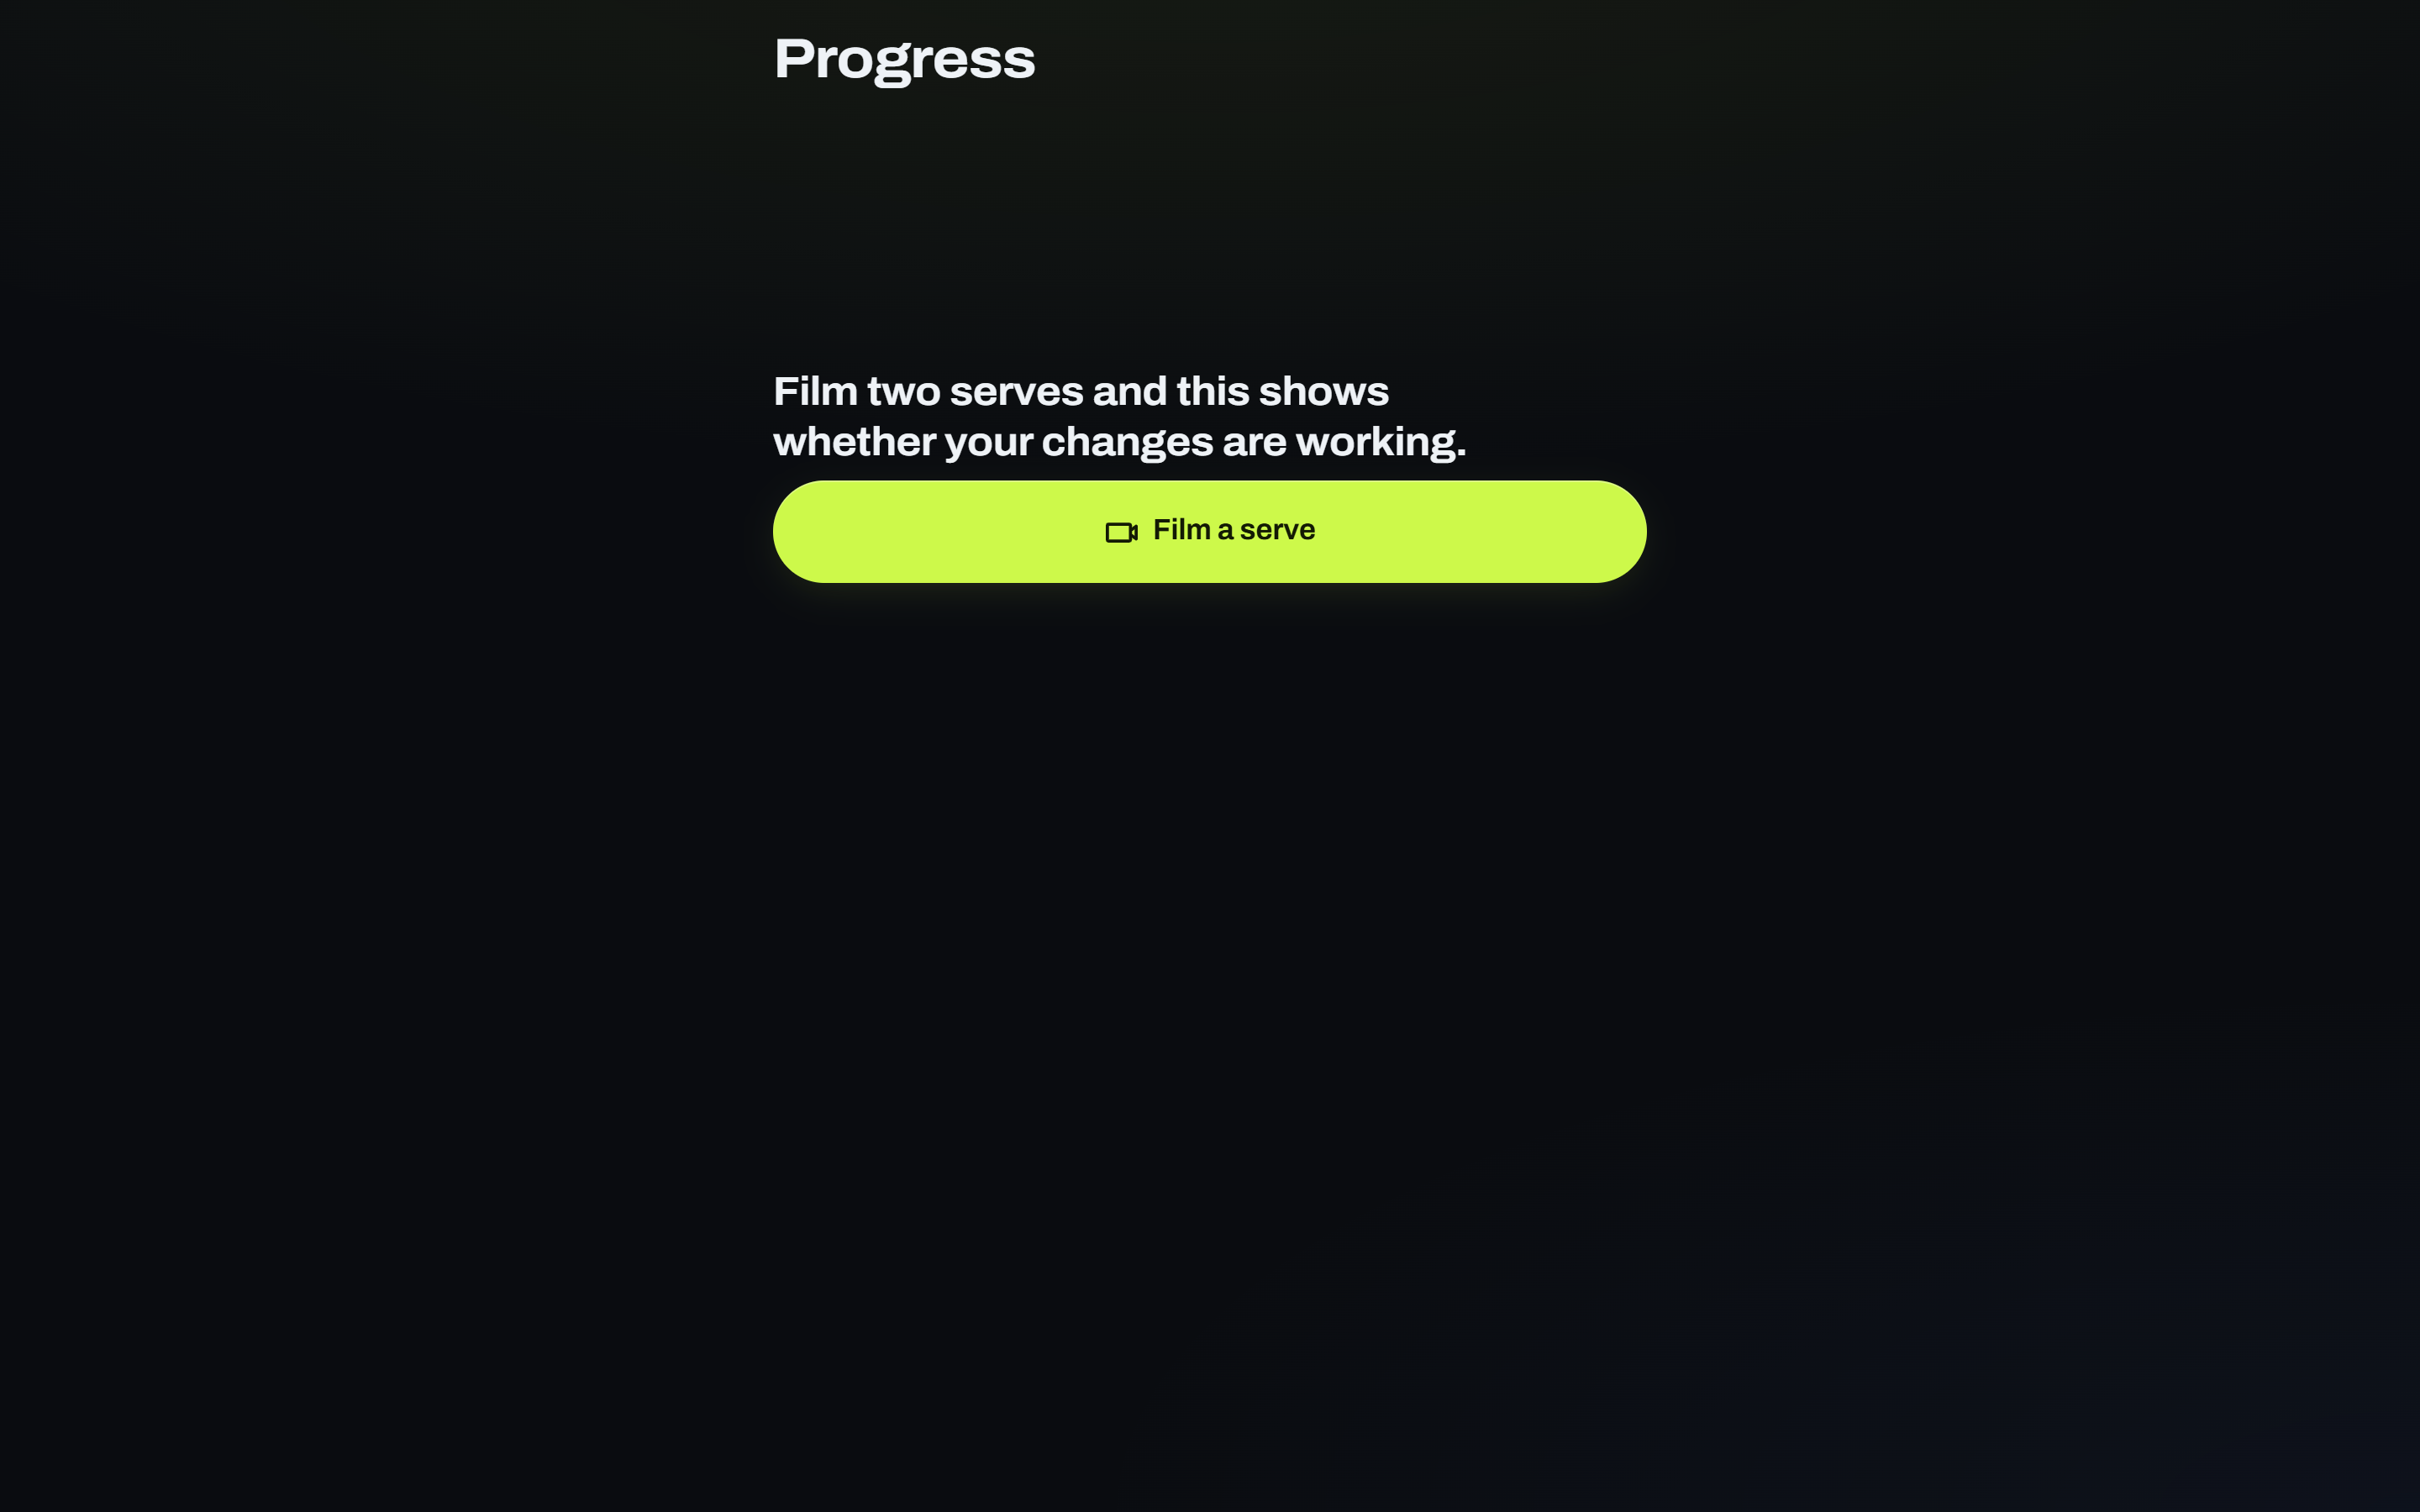 Progress
Film two serves and this shows
whether your changes are working.
Film a serve